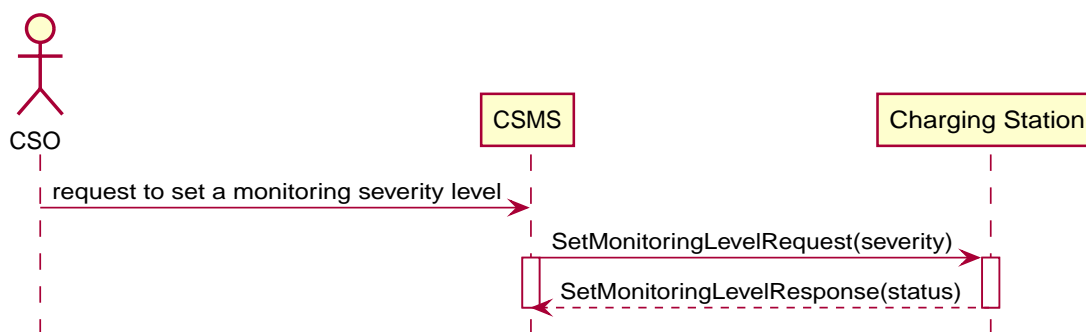 CSO
CSMS
Charging Station
request to set a monitoring severity level
SetMonitoringLevelRequest(severity)
SetMonitoringLevelResponse(status)